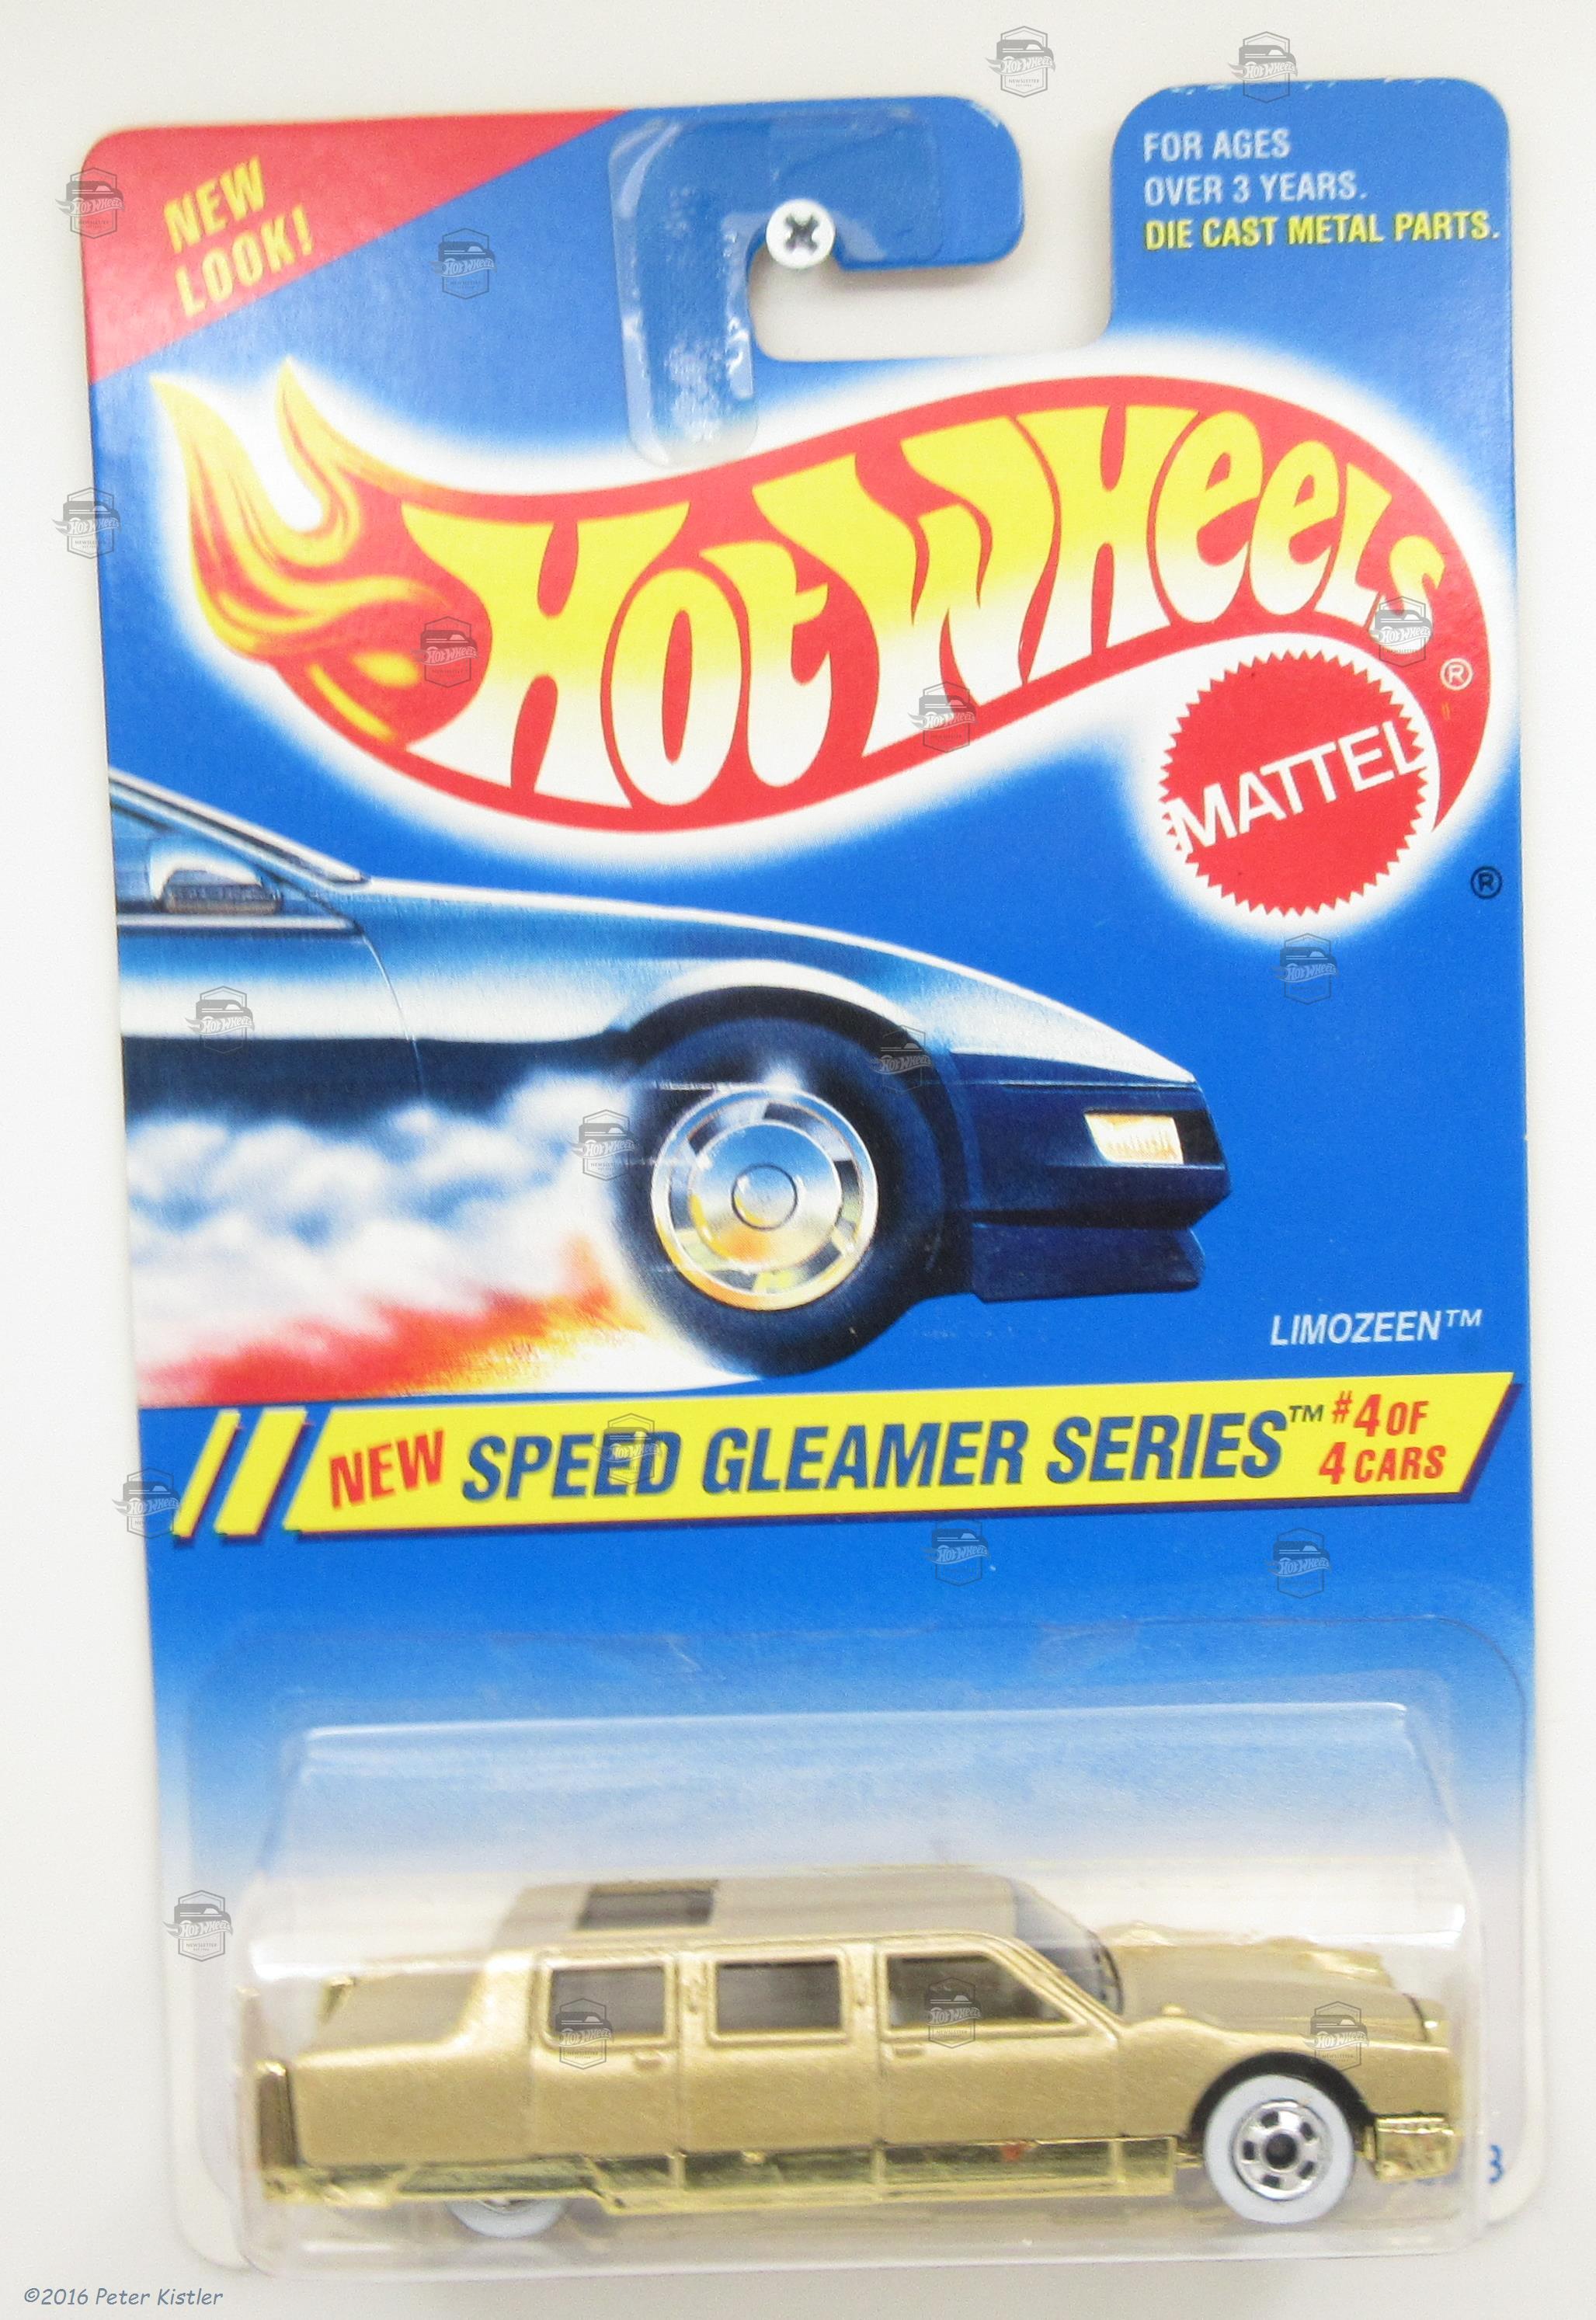 NEW
LOOK!
FOR AGES
OVER 3 YEARS.
DIE CAST METAL PARTS.
Hot Wheels ®
MATTEL
®
LIMOZEEN™
NEW SPEED GLEAMER SERIES™ #4 OF
4 CARS
©2016 Peter Kistler